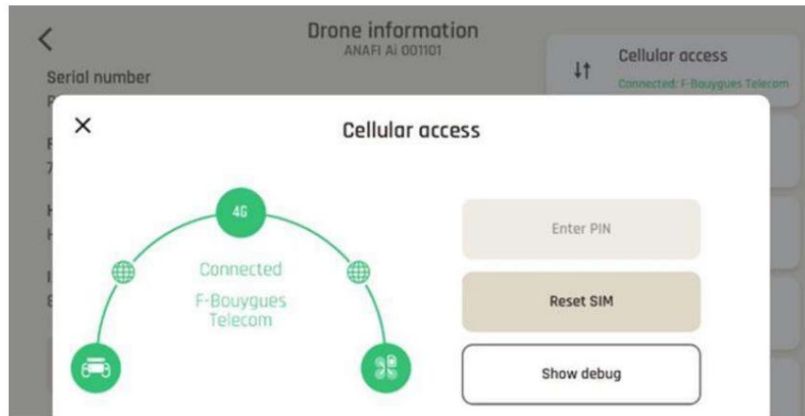 Drone information
ANAFI Ai 001101
Serial number
Cellular access
Connected: F-Bouygues Telecom
Cellular access
4G
Connected
F-Bouygues
Telecom
Enter PIN
Reset SIM
Show debug